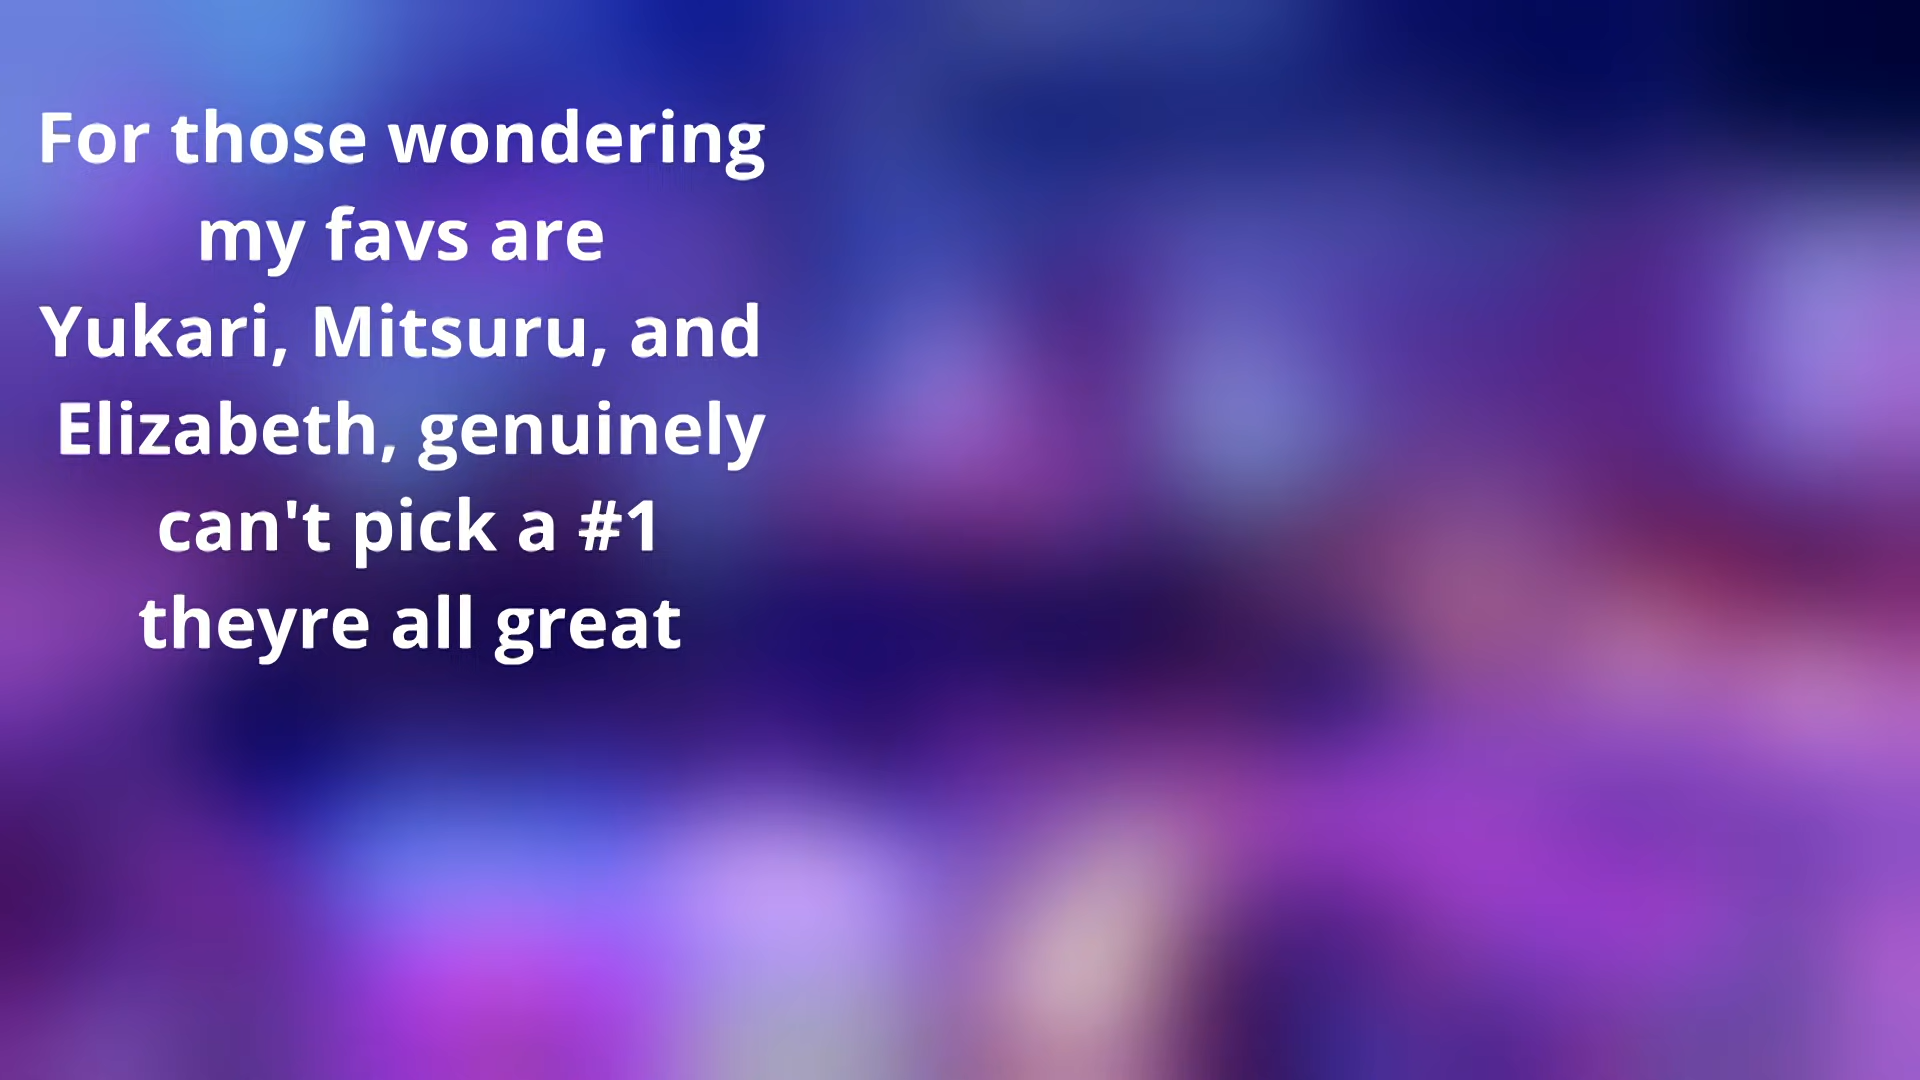 For those wondering
my favs are
Yukari, Mitsuru, and
Elizabeth, genuinely
can't pick a #1
theyre all great